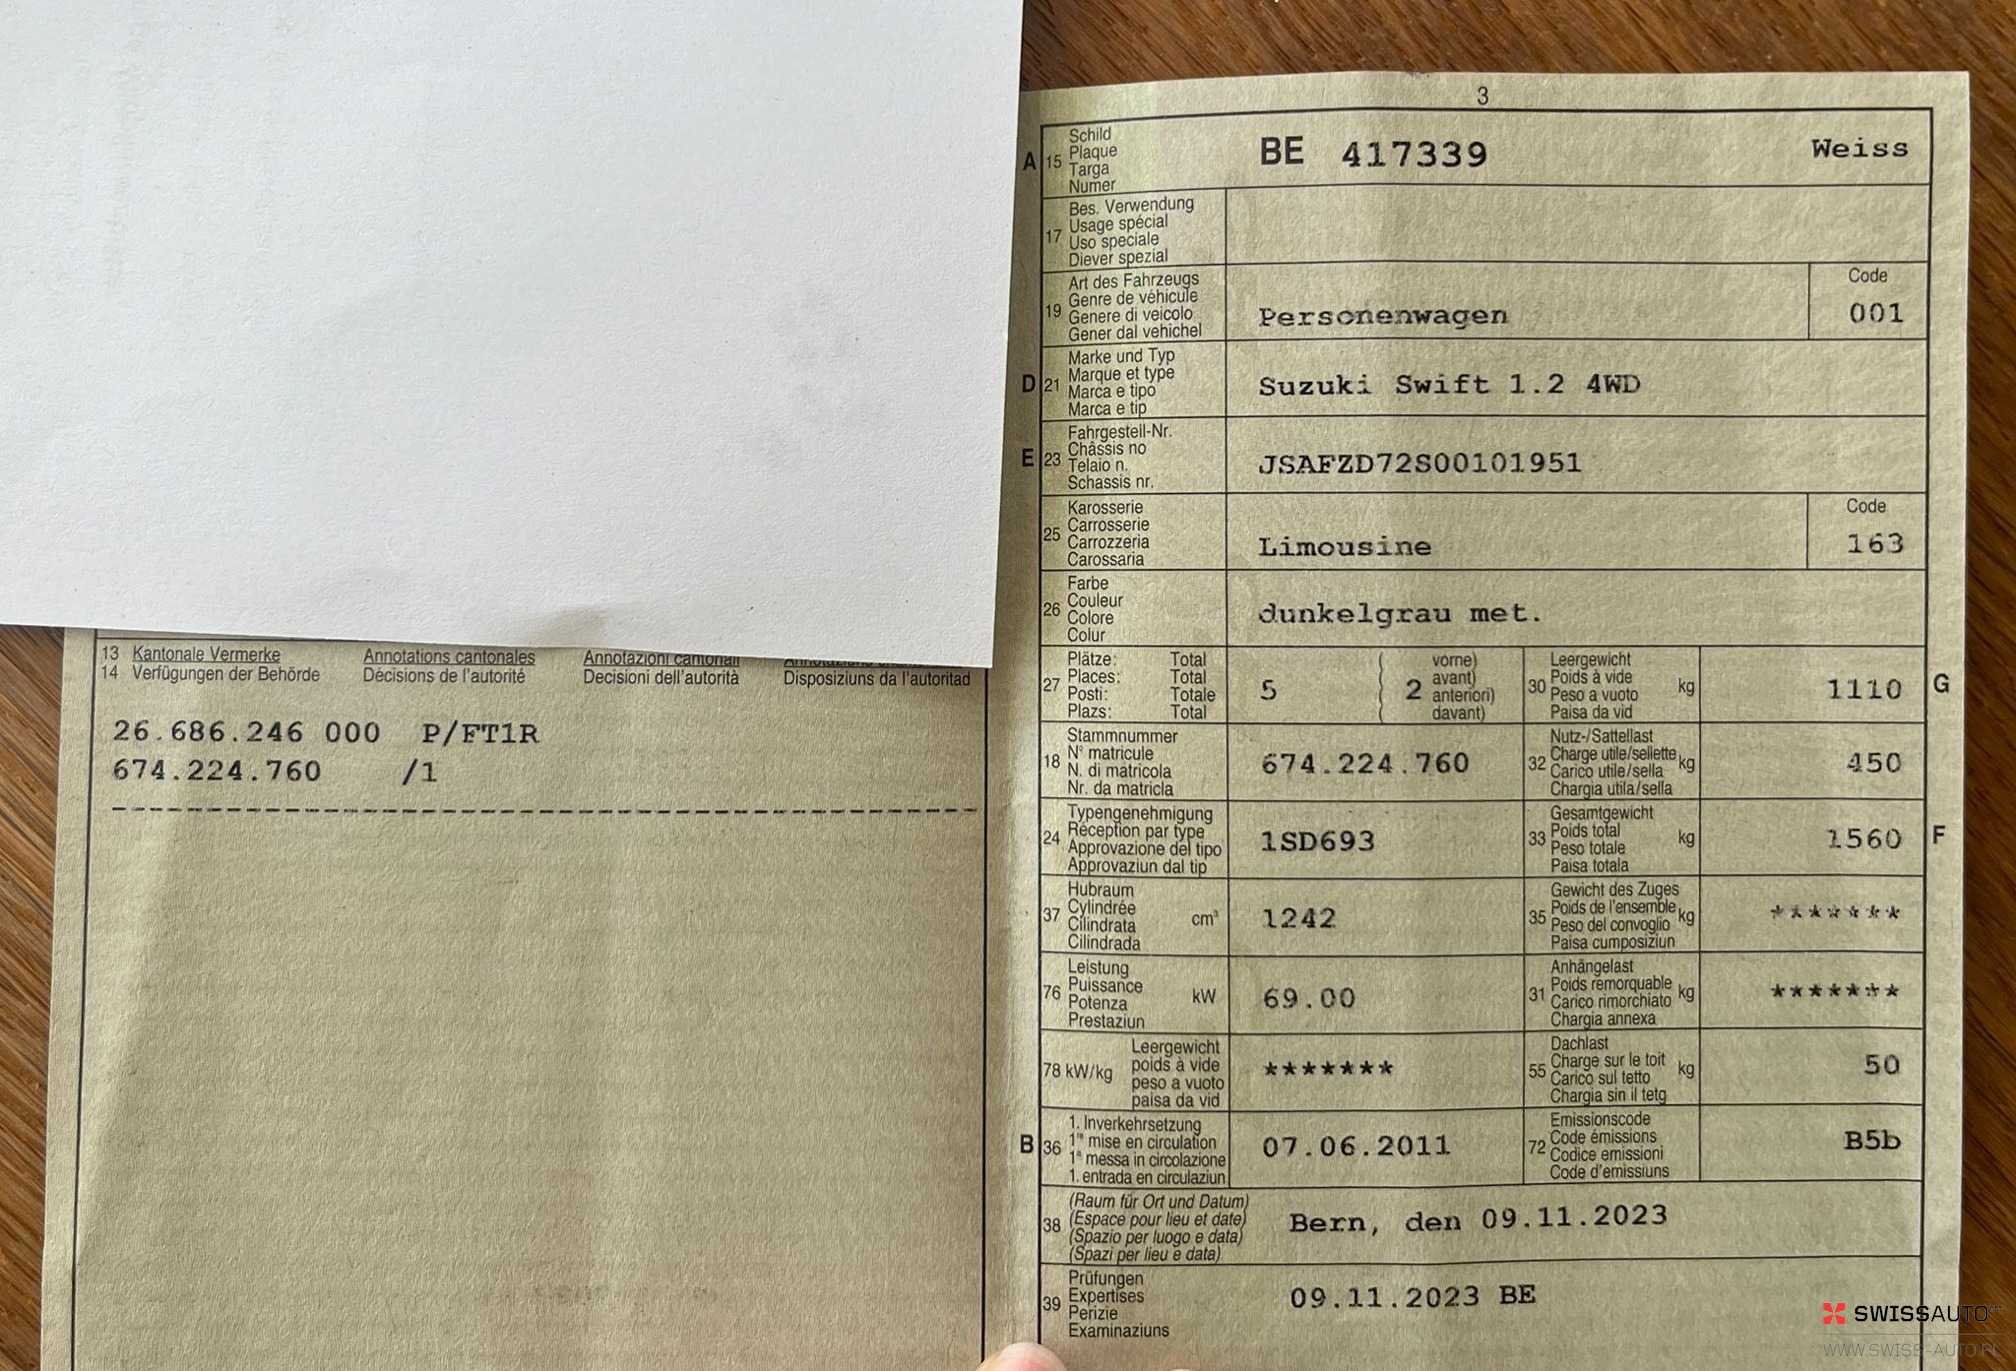 13 Kantonale Vermerke Annotations cantonales Annotazioni cantonali
14 Verfügungen der Behörde Décisions de l'autorité Decisioni dell'autorità Disposiziuns da l'autoritad
26.686.246 000 P/FT1R
674.224.760 /1
3
A 15 Schild
Plaque
Targa
Numer
BE 417339 Weiss
17 Bes. Verwendung
Usage spécial
Uso speciale
Diever spezial
19 Art des Fahrzeugs
Genre de véhicule
Genere di veicolo
Gener dal vehichel
Personenwagen
Code
001
D 21 Marke und Typ
Marque et type
Marca e tipo
Marca e tip
Suzuki Swift 1.2 4WD
E 23 Fahrgestell-Nr.
Châssis no
Telaio n.
Schassis nr.
JSAFZD72S00101951
25 Karosserie
Carrosserie
Carrozzeria
Carossaria
Limousine
Code
163
26 Farbe
Couleur
Colore
Colur
dunkelgrau met.
27 Plätze: Total
Places: Total
Posti: Totale
Plazs: Total
5 ( 2 vorne)
avant)
anteriori)
davant)
30 Leergewicht
Poids à vide
Peso a vuoto
Paisa da vid
kg
1110 G
18 Stammnummer
N° matricule
N. di matricola
Nr. da matricla
674.224.760
32 Nutz-/Sattellast
Charge utile/sellette
Carico utile/sella
Chargia utila/sella
kg
450
24 Typengenehmigung
Réception par type
Approvazione del tipo
Approvaziun dal tip
1SD693
33 Gesamtgewicht
Poids total
Peso totale
Paisa totala
kg
1560 F
37 Hubraum
Cylindrée
Cilindrata
Cilindrada
cm³
1242
35 Gewicht des Zuges
Poids de l'ensemble
Peso del convoglio
Paisa cumposiziun
kg
*******
76 Leistung
Puissance
Potenza
Prestaziun
kW
69.00
31 Anhängelast
Poids remorquable
Carico rimorchiato
Chargia annexa
kg
*******
78 kW/kg Leergewicht
poids à vide
peso a vuoto
paisa da vid
*******
55 Dachlast
Charge sur le toit
Carico sul tetto
Chargia sin il tetg
kg
50
B 36 1. Inverkehrsetzung
1re mise en circulation
1a messa in circolazione
1. entrada en circulaziun
07.06.2011
72 Emissionscode
Code émissions
Codice emissioni
Code d'emissiuns
B5b
38 (Raum für Ort und Datum)
(Espace pour lieu et date)
(Spazio per luogo e data)
(Spazi per lieu e data)
Bern, den 09.11.2023
39 Prüfungen
Expertises
Perizie
Examinaziuns
09.11.2023 BE
SWISSAUTO
WWW.SWISS-AUTO.PL